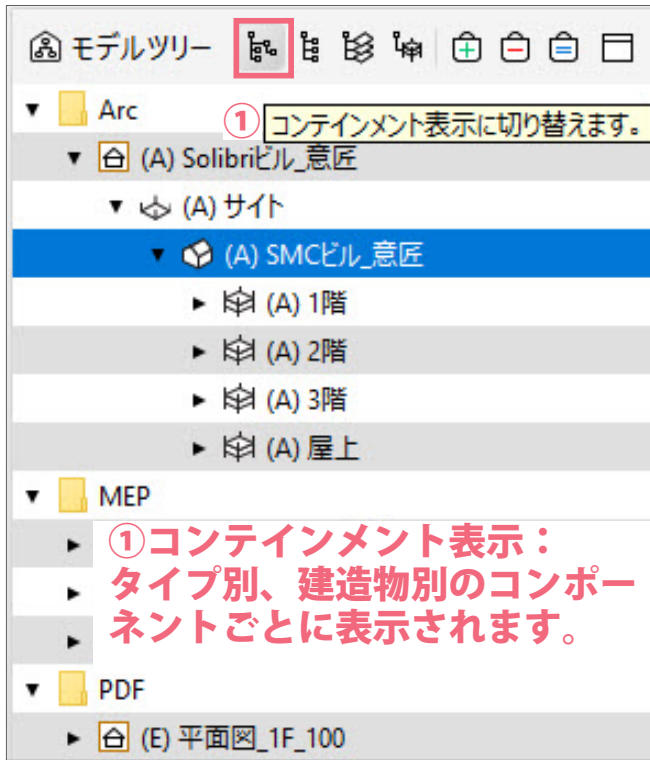 モデルツリー
Arc
① コンテインメント表示に切り替えます。
(A) Solibriビル_意匠
(A) サイト
(A) SMCビル_意匠
(A) 1階
(A) 2階
(A) 3階
(A) 屋上
MEP
①コンテインメント表示：
タイプ別、建造物別のコンポー
ネントごとに表示されます。
PDF
(E) 平面図_1F_100